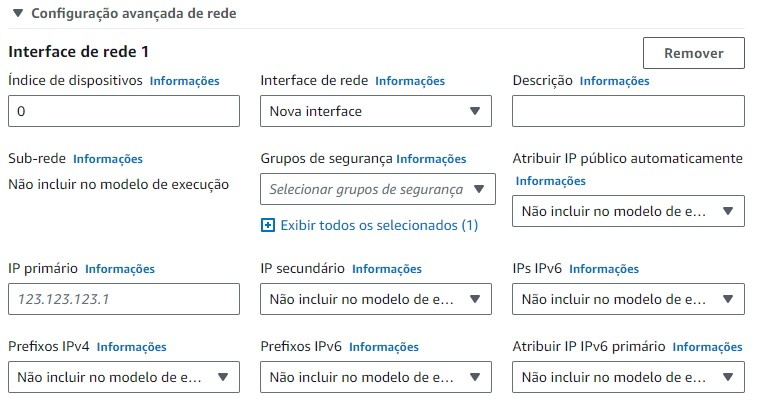 Configuração avançada de rede
Interface de rede 1
Remover
Índice de dispositivos Informações
Interface de rede Informações
Descrição Informações
0
Nova interface
Sub-rede Informações
Grupos de segurança Informações
Atribuir IP público automaticamente
Informações
Não incluir no modelo de execução
Selecionar grupos de segurança
Não incluir no modelo de e...
Exibir todos os selecionados (1)
IP primário Informações
IP secundário Informações
IPs IPv6 Informações
123.123.123.1
Não incluir no modelo de e...
Não incluir no modelo de e...
Prefixos IPv4 Informações
Prefixos IPv6 Informações
Atribuir IP IPv6 primário Informações
Não incluir no modelo de e...
Não incluir no modelo de e...
Não incluir no modelo de e...